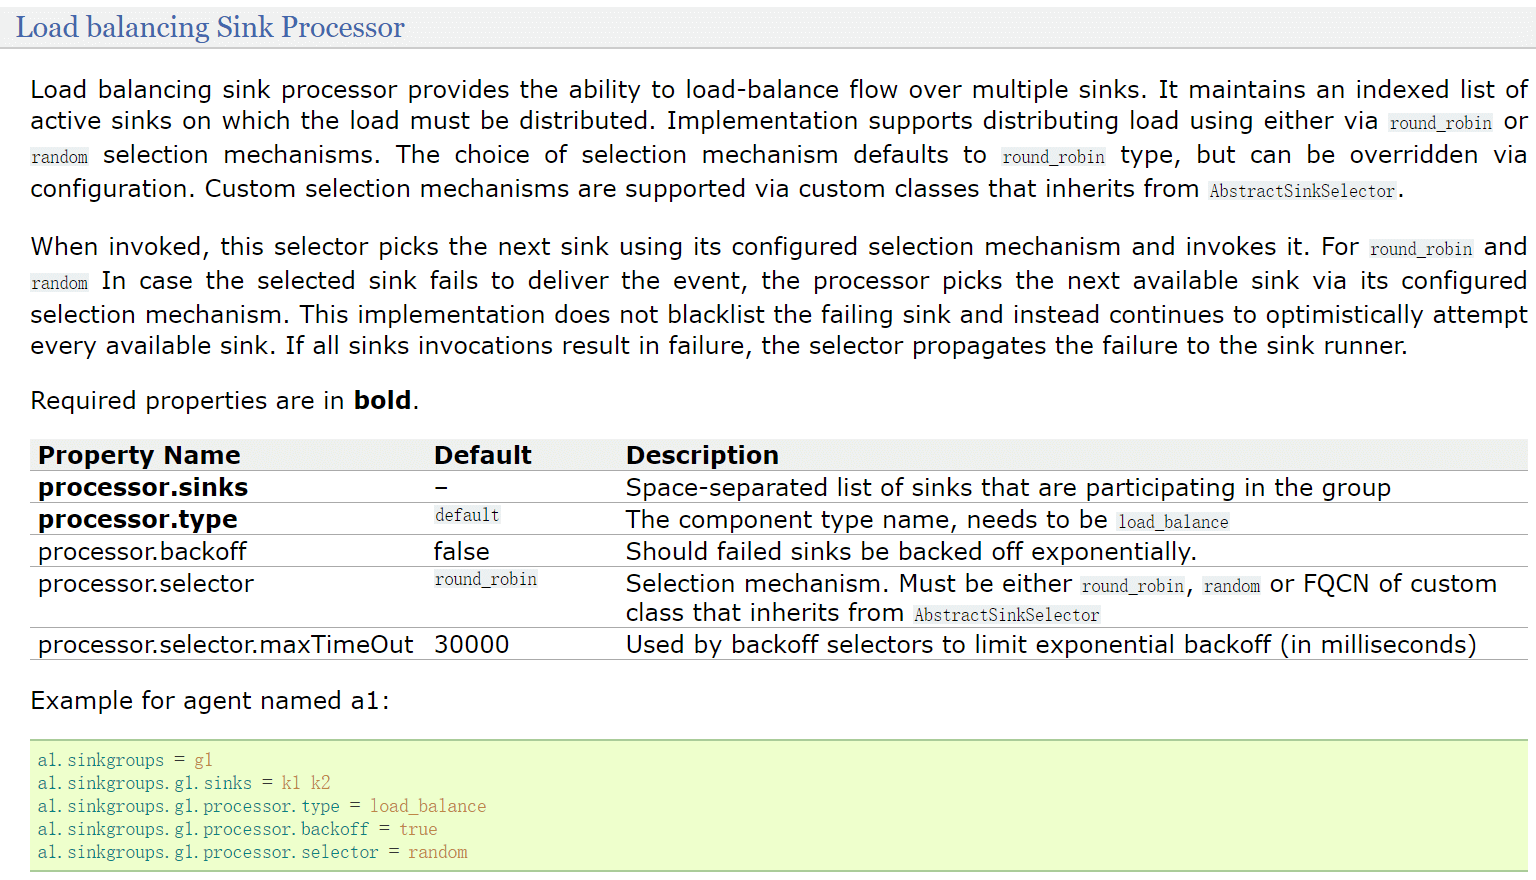 Load balancing Sink Processor
Load balancing sink processor provides the ability to load-balance flow over multiple sinks. It maintains an indexed list of
active sinks on which the load must be distributed. Implementation supports distributing load using either via round_robin or
random selection mechanisms. The choice of selection mechanism defaults to round_robin type, but can be overridden via
configuration. Custom selection mechanisms are supported via custom classes that inherits from AbstractSinkSelector.
When invoked, this selector picks the next sink using its configured selection mechanism and invokes it. For round_robin and
random In case the selected sink fails to deliver the event, the processor picks the next available sink via its configured
selection mechanism. This implementation does not blacklist the failing sink and instead continues to optimistically attempt
every available sink. If all sinks invocations result in failure, the selector propagates the failure to the sink runner.
Required properties are in bold.
Property Name Default Description
processor.sinks – Space-separated list of sinks that are participating in the group
processor.type default The component type name, needs to be load_balance
processor.backoff false Should failed sinks be backed off exponentially.
processor.selector round_robin Selection mechanism. Must be either round_robin, random or FQCN of custom
class that inherits from AbstractSinkSelector
processor.selector.maxTimeOut 30000 Used by backoff selectors to limit exponential backoff (in milliseconds)
Example for agent named a1:
a1.sinkgroups = g1
a1.sinkgroups.g1.sinks = k1 k2
a1.sinkgroups.g1.processor.type = load_balance
a1.sinkgroups.g1.processor.backoff = true
a1.sinkgroups.g1.processor.selector = random